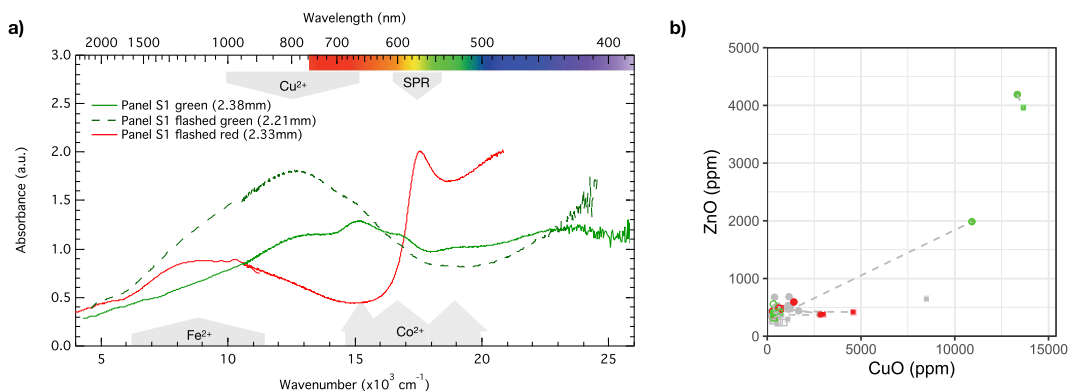 a)
Wavelength (nm)
2000 1500 1000 900 800 700 600 500 400
3.0
2.5
2.0
1.5
1.0
0.5
0.0
Absorbance (a.u.)
Cu²⁺
SPR
Panel S1 green (2.38mm)
Panel S1 flashed green (2.21mm)
Panel S1 flashed red (2.33mm)
Fe²⁺
Co²⁺
5 10 15 20 25
Wavenumber (x10³ cm⁻¹)
b)
5000
4000
3000
2000
1000
0
ZnO (ppm)
0 5000 10000 15000
CuO (ppm)